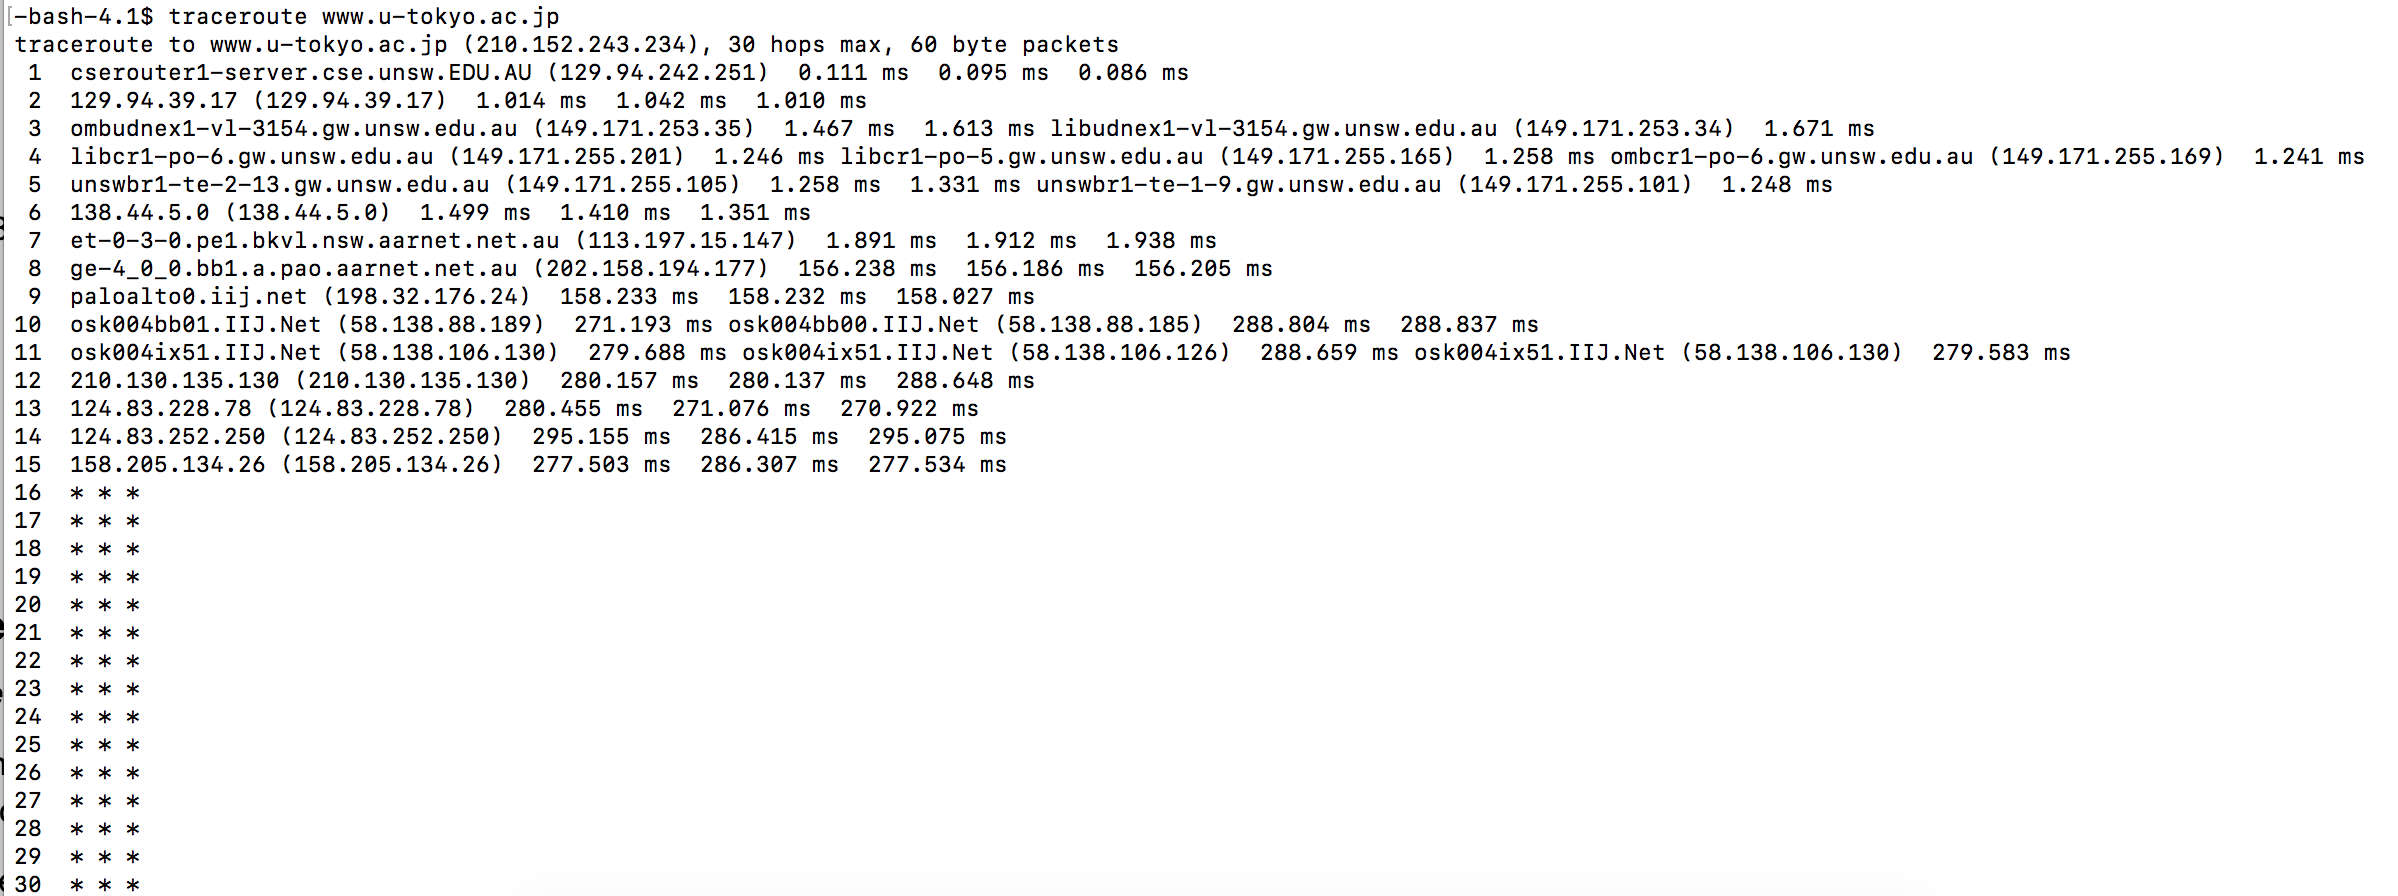 [-bash-4.1$ traceroute www.u-tokyo.ac.jp
traceroute to www.u-tokyo.ac.jp (210.152.243.234), 30 hops max, 60 byte packets
 1  cserouter1-server.cse.unsw.EDU.AU (129.94.242.251)  0.111 ms  0.095 ms  0.086 ms
 2  129.94.39.17 (129.94.39.17)  1.014 ms  1.042 ms  1.010 ms
 3  ombudnex1-vl-3154.gw.unsw.edu.au (149.171.253.35)  1.467 ms  1.613 ms libudnex1-vl-3154.gw.unsw.edu.au (149.171.253.34)  1.671 ms
 4  libcr1-po-6.gw.unsw.edu.au (149.171.255.201)  1.246 ms libcr1-po-5.gw.unsw.edu.au (149.171.255.165)  1.258 ms ombcr1-po-6.gw.unsw.edu.au (149.171.255.169)  1.241 ms
 5  unswbr1-te-2-13.gw.unsw.edu.au (149.171.255.105)  1.258 ms  1.331 ms unswbr1-te-1-9.gw.unsw.edu.au (149.171.255.101)  1.248 ms
 6  138.44.5.0 (138.44.5.0)  1.499 ms  1.410 ms  1.351 ms
 7  et-0-3-0.pe1.bkvl.nsw.aarnet.net.au (113.197.15.147)  1.891 ms  1.912 ms  1.938 ms
 8  ge-4_0_0.bb1.a.pao.aarnet.net.au (202.158.194.177)  156.238 ms  156.186 ms  156.205 ms
 9  paloalto0.iij.net (198.32.176.24)  158.233 ms  158.232 ms  158.027 ms
10  osk004bb01.IIJ.Net (58.138.88.189)  271.193 ms osk004bb00.IIJ.Net (58.138.88.185)  288.804 ms  288.837 ms
11  osk004ix51.IIJ.Net (58.138.106.130)  279.688 ms osk004ix51.IIJ.Net (58.138.106.126)  288.659 ms osk004ix51.IIJ.Net (58.138.106.130)  279.583 ms
12  210.130.135.130 (210.130.135.130)  280.157 ms  280.137 ms  288.648 ms
13  124.83.228.78 (124.83.228.78)  280.455 ms  271.076 ms  270.922 ms
14  124.83.252.250 (124.83.252.250)  295.155 ms  286.415 ms  295.075 ms
15  158.205.134.26 (158.205.134.26)  277.503 ms  286.307 ms  277.534 ms
16  * * *
17  * * *
18  * * *
19  * * *
20  * * *
21  * * *
22  * * *
23  * * *
24  * * *
25  * * *
26  * * *
27  * * *
28  * * *
29  * * *
30  * * *